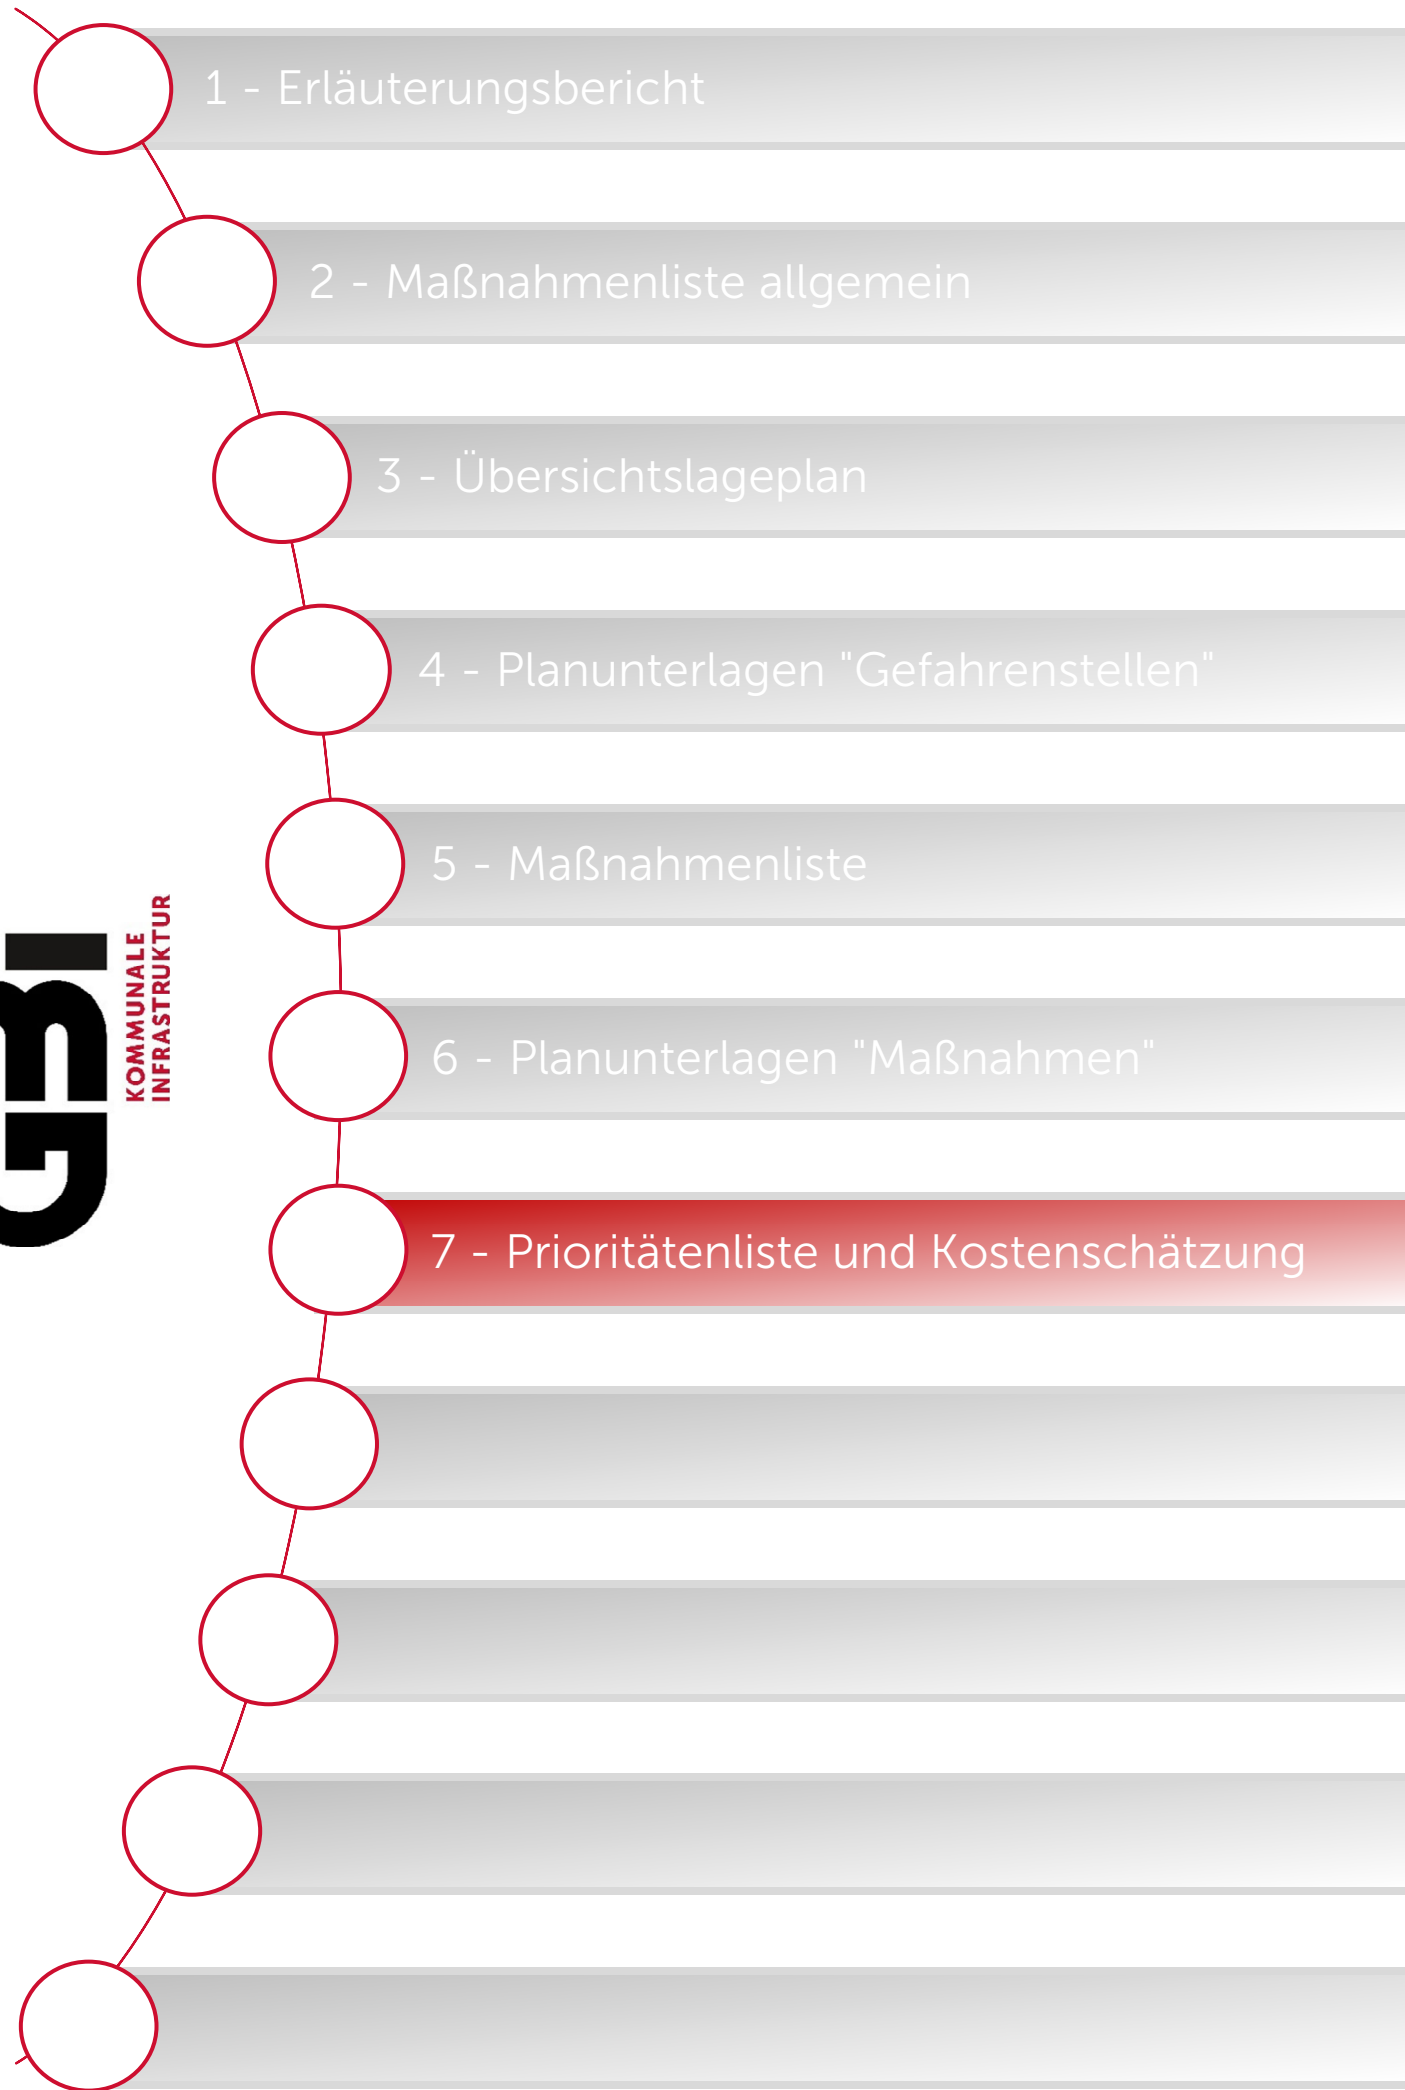 1 - Erläuterungsbericht
2 - Maßnahmenliste allgemein
3 - Übersichtslageplan
4 - Planunterlagen "Gefahrenstellen"
5 - Maßnahmenliste
KOMMUNALE
INFRASTRUKTUR
6 - Planunterlagen "Maßnahmen"
7 - Prioritätenliste und Kostenschätzung